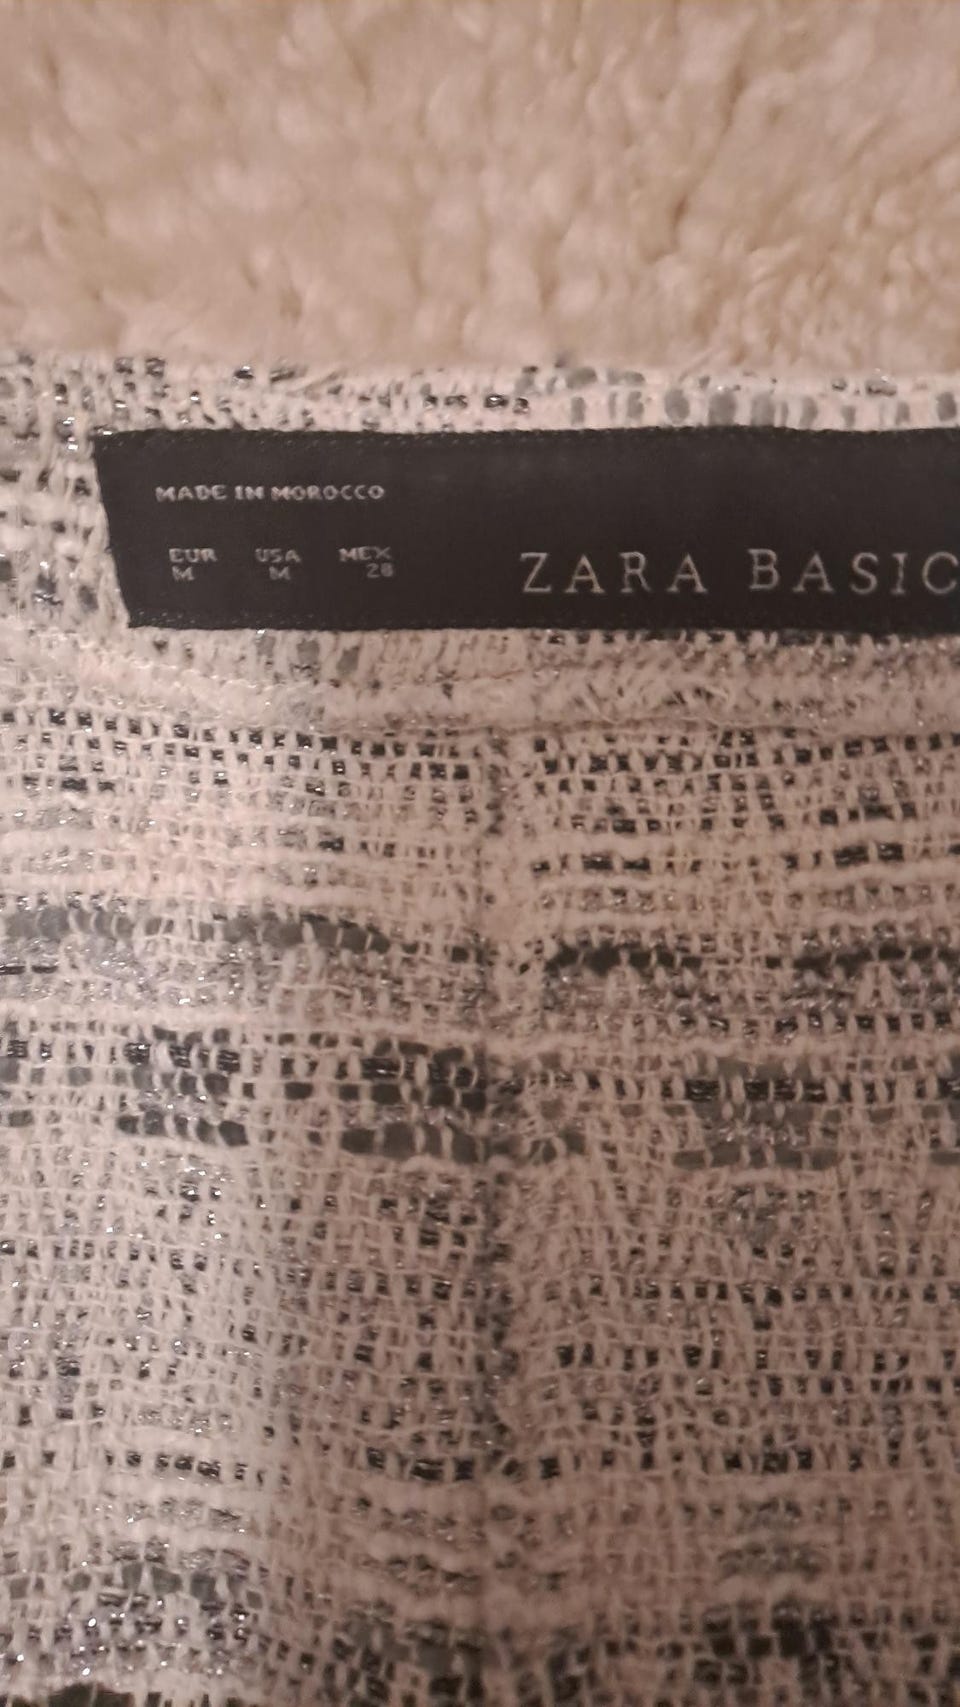 MADE IN MOROCCO
EUR USA MEX
M M 28
ZARA BASIC